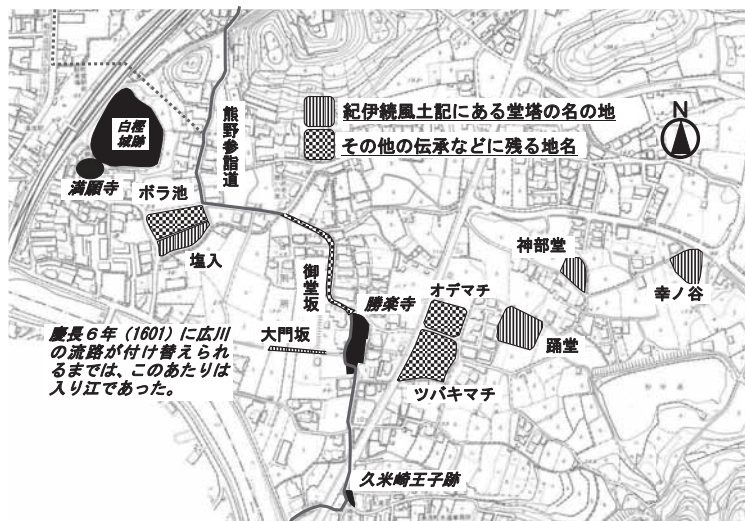 N
紀伊続風土記にある堂塔の名の地
その他の伝承などに残る地名
熊野参詣道
白樫
城跡
満願寺
ボラ池
塩入
御堂坂
勝楽寺
大門坂
オデマチ
ツバキマチ
神部堂
踊堂
幸ノ谷
慶長6年(1601)に広川
の流路が付け替えられ
るまでは、このあたりは
入り江であった。
久米崎王子跡